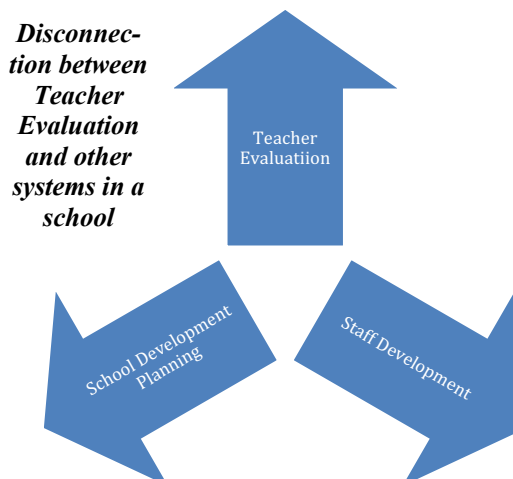 Disconnec-
tion between
Teacher
Evaluation
and other
systems in a
school
Teacher
Evaluatiion
School Development
Planning
Staff Development